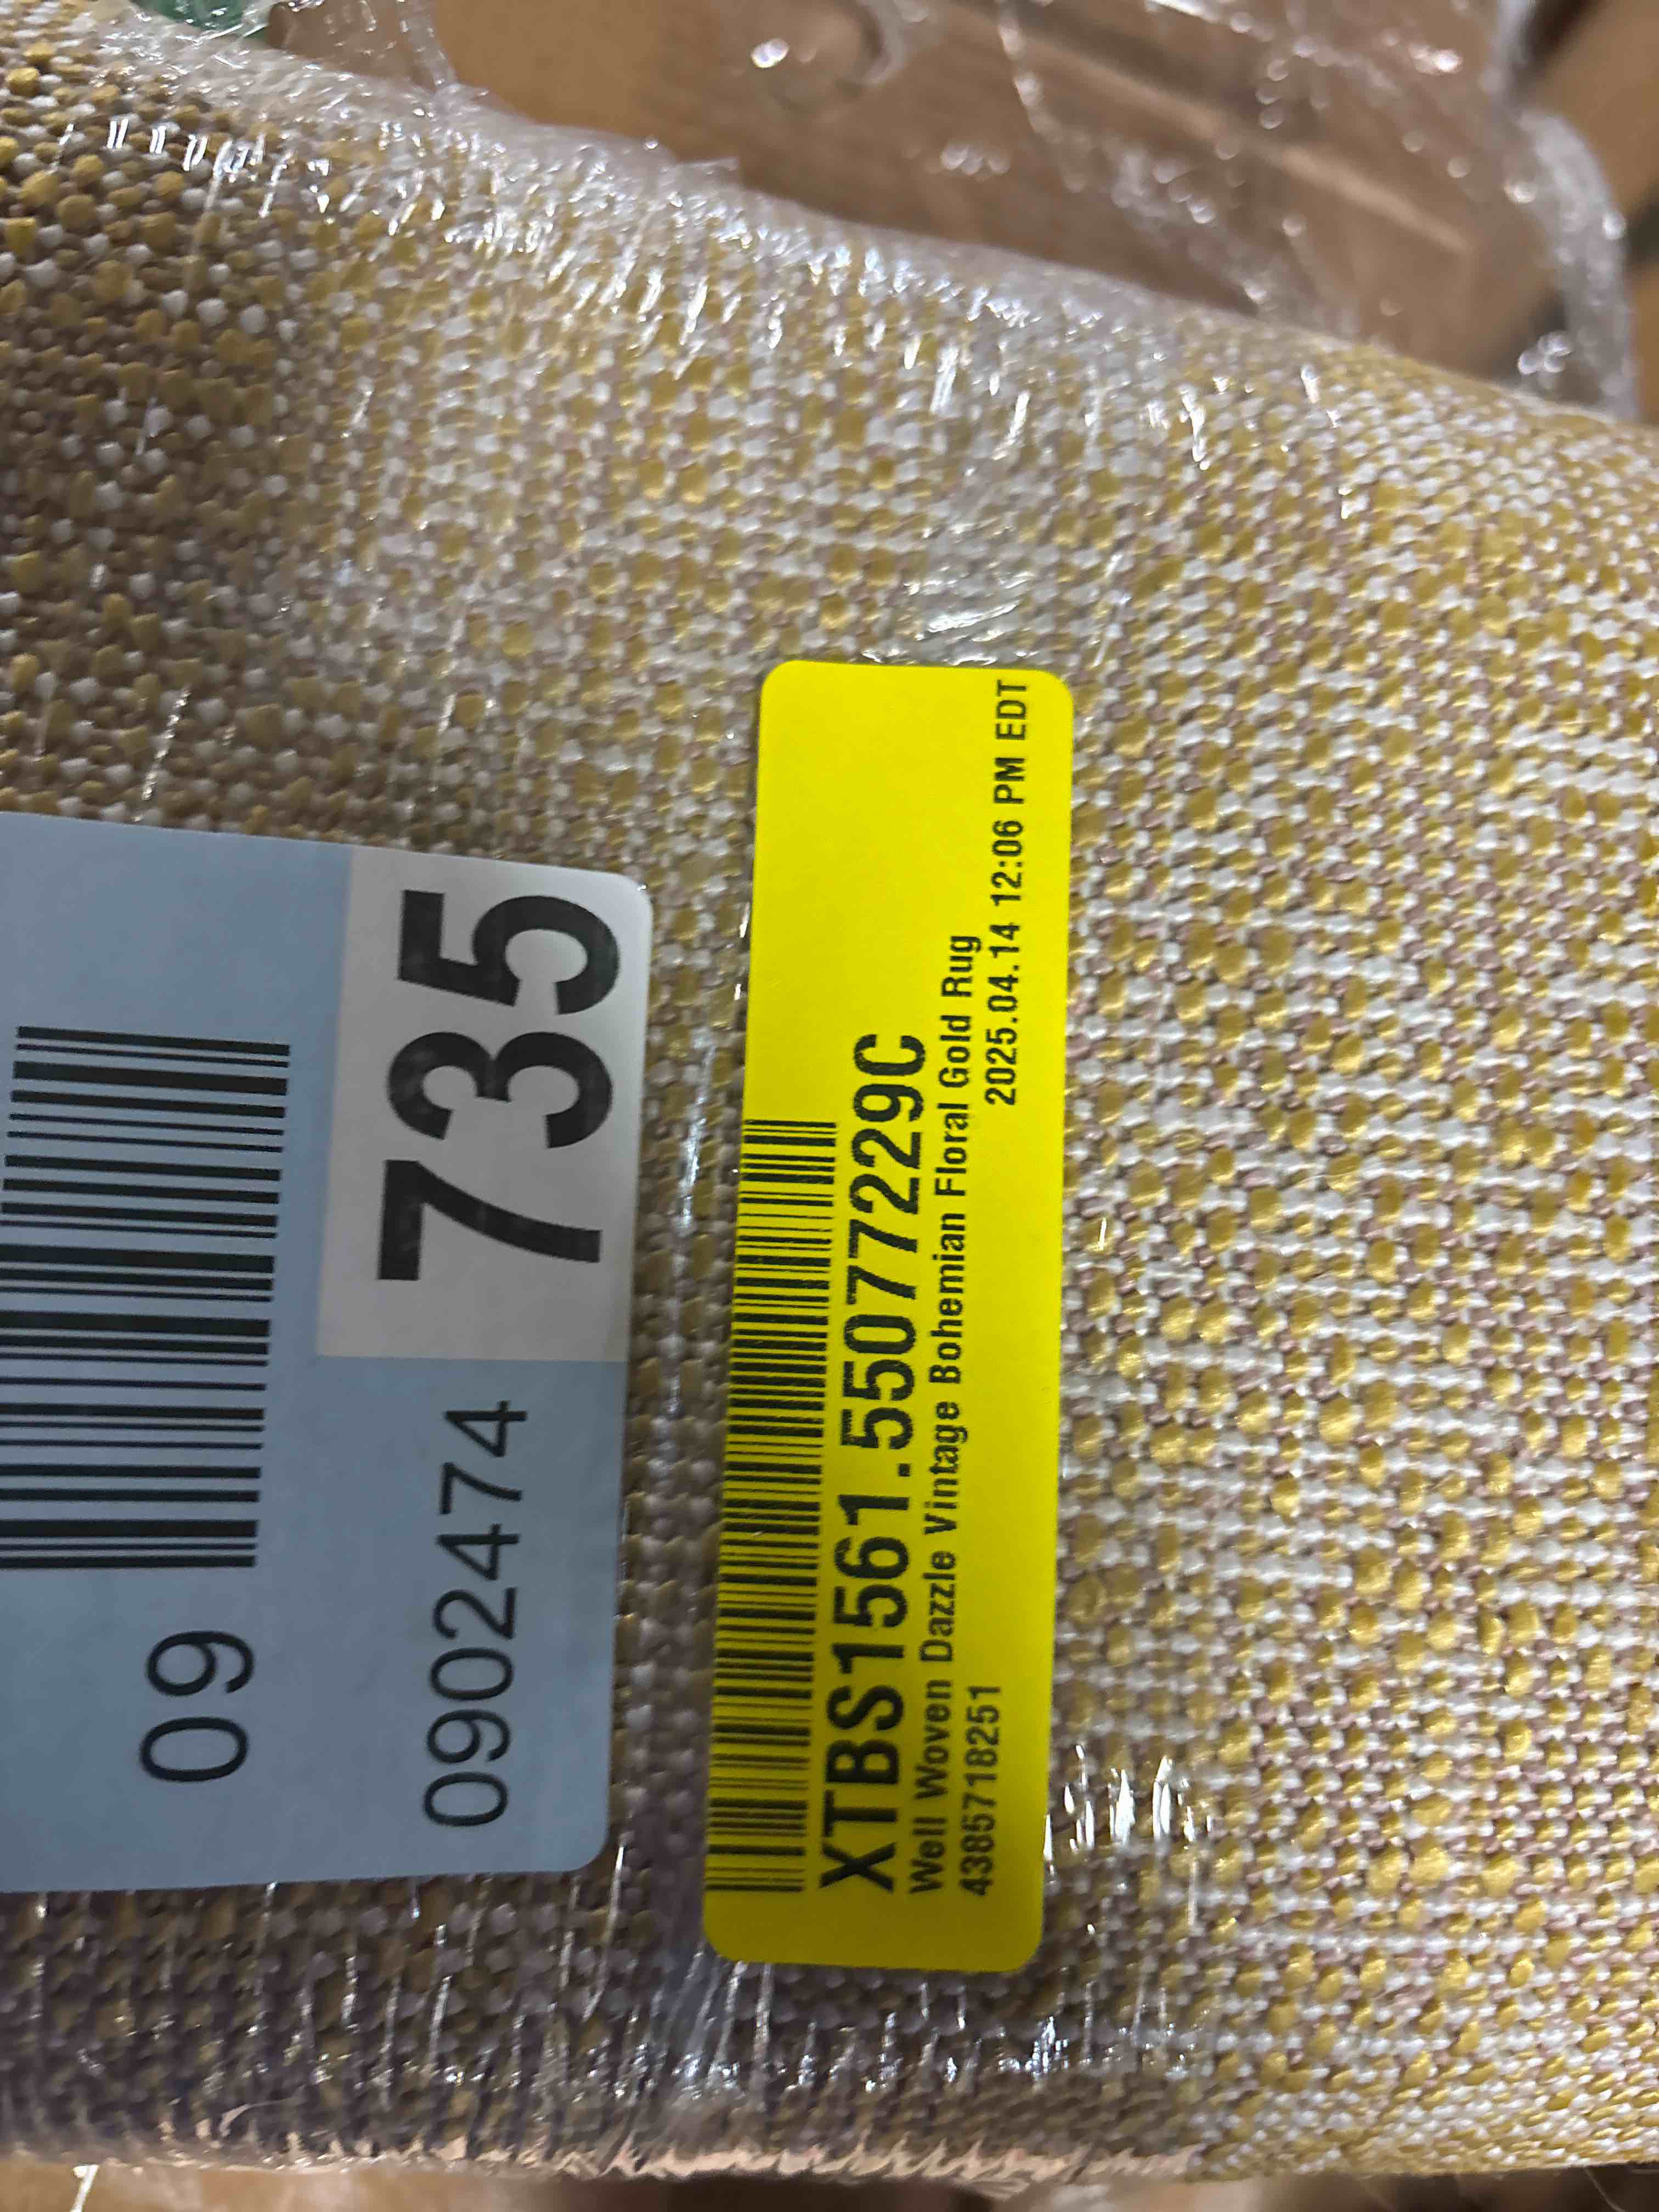 09
0902474
735
XTBS1561.55077229C
Well Woven Dazzle Vintage Bohemian Floral Gold Rug
4385718251
2025.04.14 12:06 PM EDT